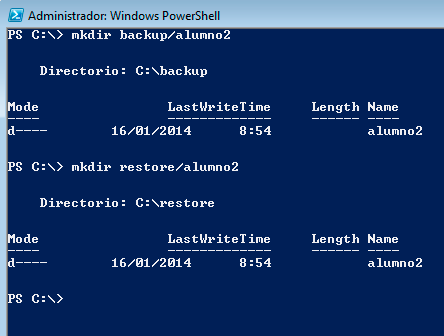 Administrador: Windows PowerShell
PS C:\> mkdir backup/alumno2
Directorio: C:\backup
Mode LastWriteTime Length Name
---- ------------- ------ ----
d---- 16/01/2014 8:54 alumno2
PS C:\> mkdir restore/alumno2
Directorio: C:\restore
Mode LastWriteTime Length Name
---- ------------- ------ ----
d---- 16/01/2014 8:54 alumno2
PS C:\>